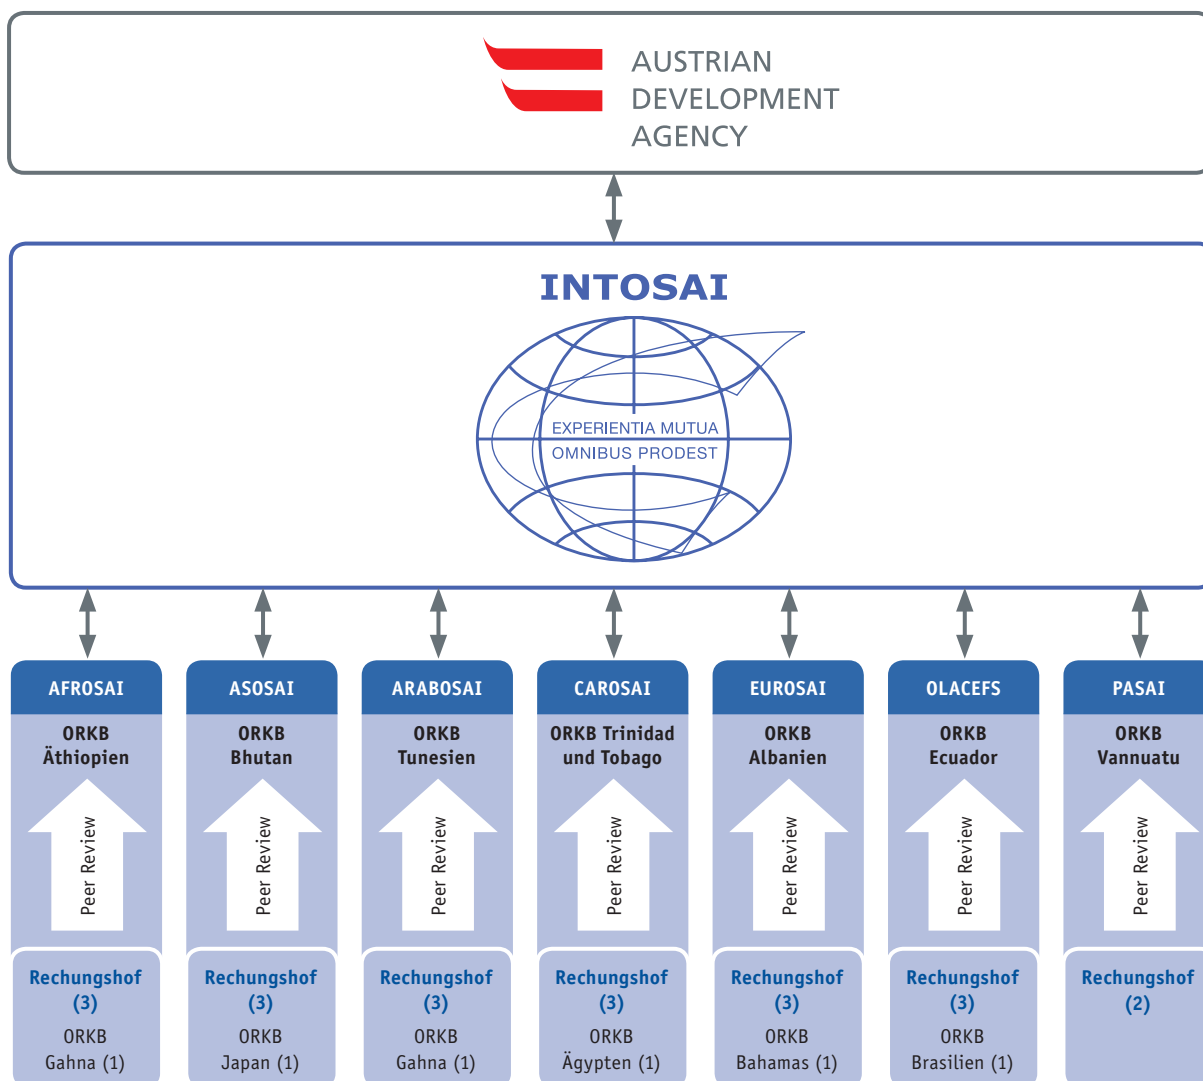 AUSTRIAN
DEVELOPMENT
AGENCY
INTOSAI
EXPERIENTIA MUTUA
OMNIBUS PRODEST
AFROSAI
ORKB
Äthiopien
Peer Review
Rechungshof
(3)
ORKB
Gahna (1)
ASOSAI
ORKB
Bhutan
Peer Review
Rechungshof
(3)
ORKB
Japan (1)
ARABOSAI
ORKB
Tunesien
Peer Review
Rechungshof
(3)
ORKB
Gahna (1)
CAROSAI
ORKB Trinidad
und Tobago
Peer Review
Rechungshof
(3)
ORKB
Ägypten (1)
EUROSAI
ORKB
Albanien
Peer Review
Rechungshof
(3)
ORKB
Bahamas (1)
OLACEFS
ORKB
Ecuador
Peer Review
Rechungshof
(3)
ORKB
Brasilien (1)
PASAI
ORKB
Vannuatu
Peer Review
Rechungshof
(2)